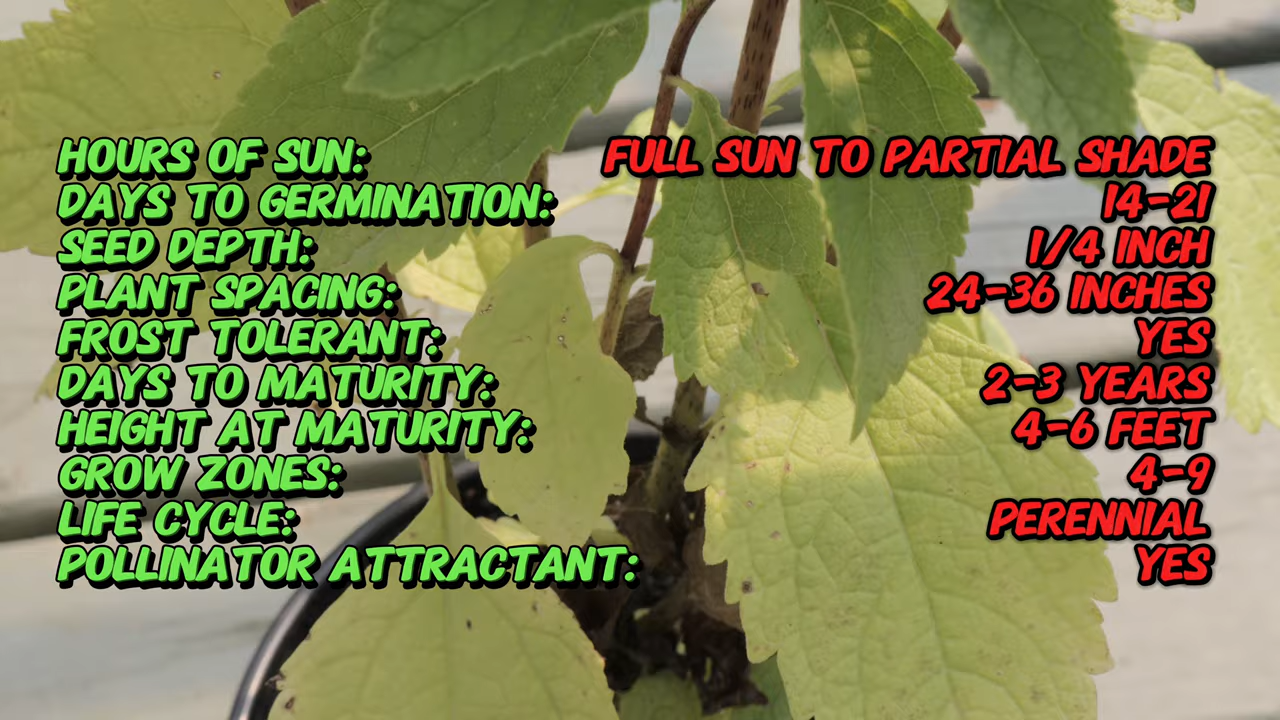 HOURS OF SUN: FULL SUN TO PARTIAL SHADE
DAYS TO GERMINATION: 14-21
SEED DEPTH: 1/4 INCH
PLANT SPACING: 24-36 INCHES
FROST TOLERANT: YES
DAYS TO MATURITY: 2-3 YEARS
HEIGHT AT MATURITY: 4-6 FEET
GROW ZONES: 4-9
LIFE CYCLE: PERENNIAL
POLLINATOR ATTRACTANT: YES